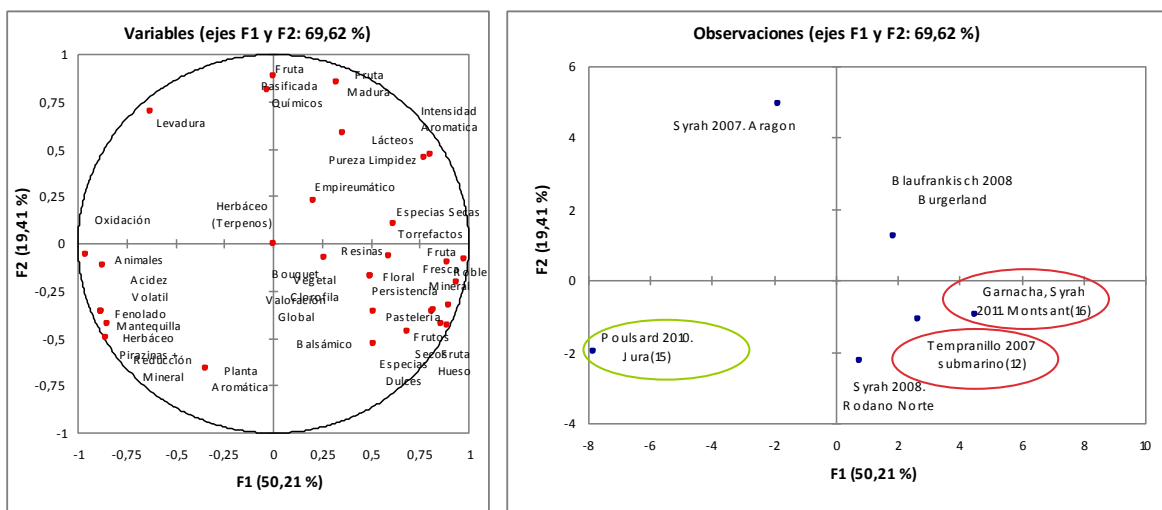 Variables (ejes F1 y F2: 69,62 %)
F2 (19,41 %)
1
0,75
0,5
0,25
0
-0,25
-0,5
-0,75
-1
Fruta
Pasificada
Químicos
Fruta
Madura
Levadura
Intensidad
Aromatica
Lácteos
Pureza Limpidez
Empireumático
Oxidación
Herbáceo
(Terpenos)
Especias Secas
Torrefactos
Animales
Resinas
Fruta
Fresca
Roble
Mineral
Acidez
Volatil
Bouquet
Vegetal
Clorofila
Floral
Persistencia
Valoración
Global
Fenolado
Mantequilla
Herbáceo
Pirazinas +
Reducción
Mineral
Pastelería
Balsámico
Frutos
Secos
Fruta
Hueso
Especias
Dulces
Planta
Aromática
-1
-0,75
-0,5
-0,25
0
0,25
0,5
0,75
1
F1 (50,21 %)
Observaciones (ejes F1 y F2: 69,62 %)
F2 (19,41 %)
6
4
2
0
-2
-4
Syrah 2007. Aragon
Blaufrankisch 2008
Burgerland
Garnacha, Syrah
2011. Montsant(16)
Poulsard 2010.
Jura(15)
Tempranillo 2007
submarino(12)
Syrah 2008.
Rodano Norte
-8
-6
-4
-2
0
2
4
6
8
10
F1 (50,21 %)